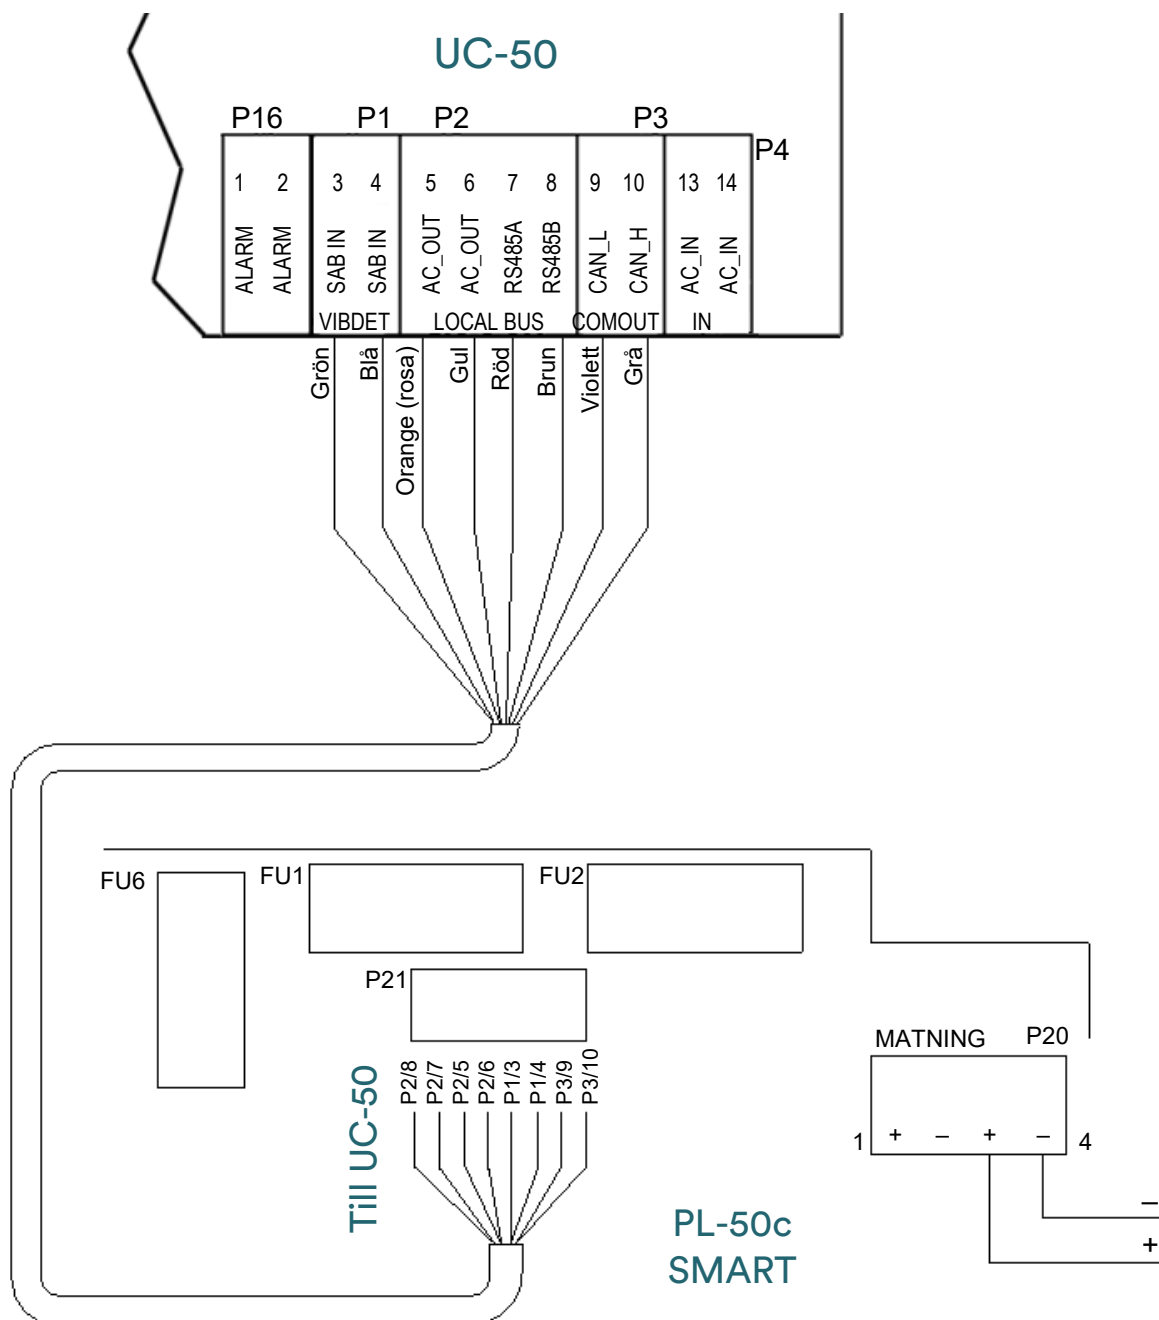 UC-50
P16 P1 P2 P3
P4
1 2 3 4 5 6 7 8 9 10 13 14
ALARM
ALARM
SAB IN
SAB IN
AC_OUT
AC_OUT
RS485A
RS485B
CAN_L
CAN_H
AC_IN
AC_IN
VIBDET LOCAL BUS COMOUT IN
Grön
Blå
Orange (rosa)
Gul
Röd
Brun
Violett
Grå
FU6
FU1
FU2
P21
MATNING P20
P2/8
P2/7
P2/5
P2/6
P1/3
P1/4
P3/9
P3/10
Till UC-50
1 + – + – 4
PL-50c
SMART
–
+